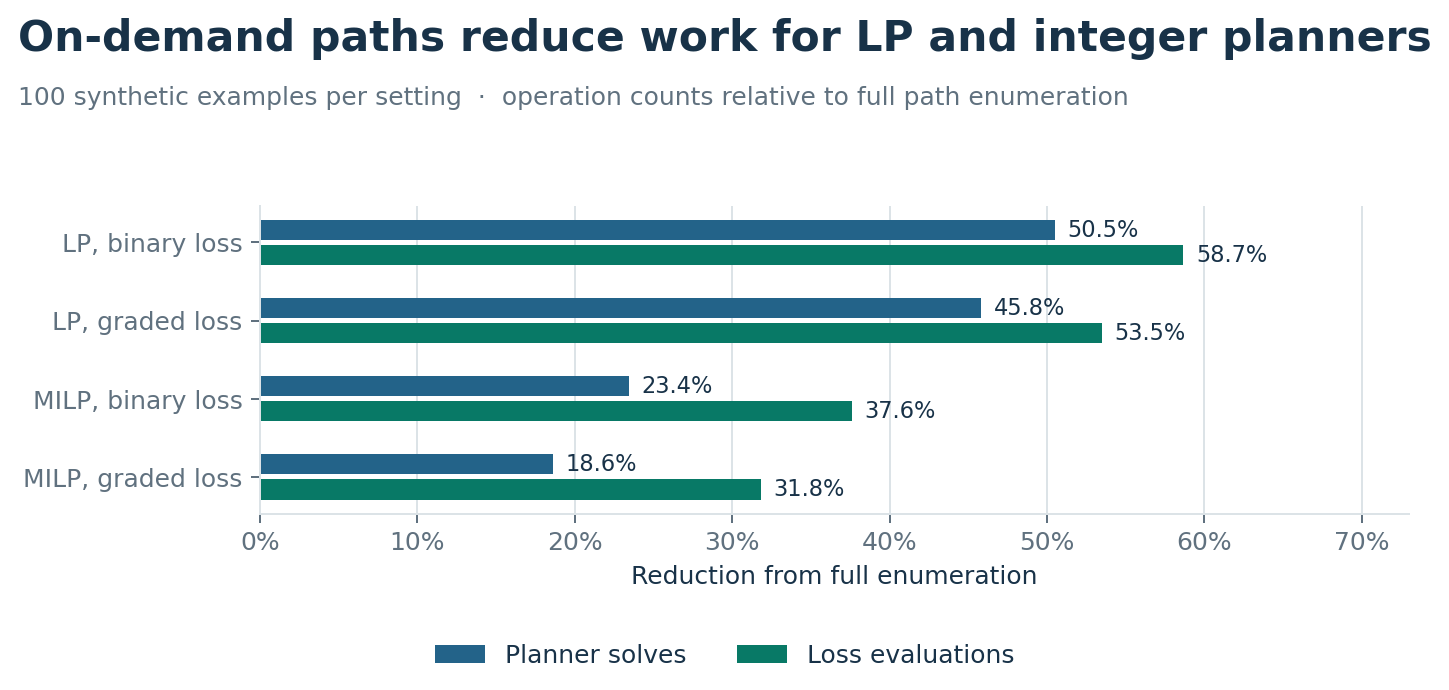 On-demand paths reduce work for LP and integer planners
100 synthetic examples per setting · operation counts relative to full path enumeration
LP, binary loss
50.5%
58.7%
LP, graded loss
45.8%
53.5%
MILP, binary loss
23.4%
37.6%
MILP, graded loss
18.6%
31.8%
0% 10% 20% 30% 40% 50% 60% 70%
Reduction from full enumeration
Planner solves Loss evaluations